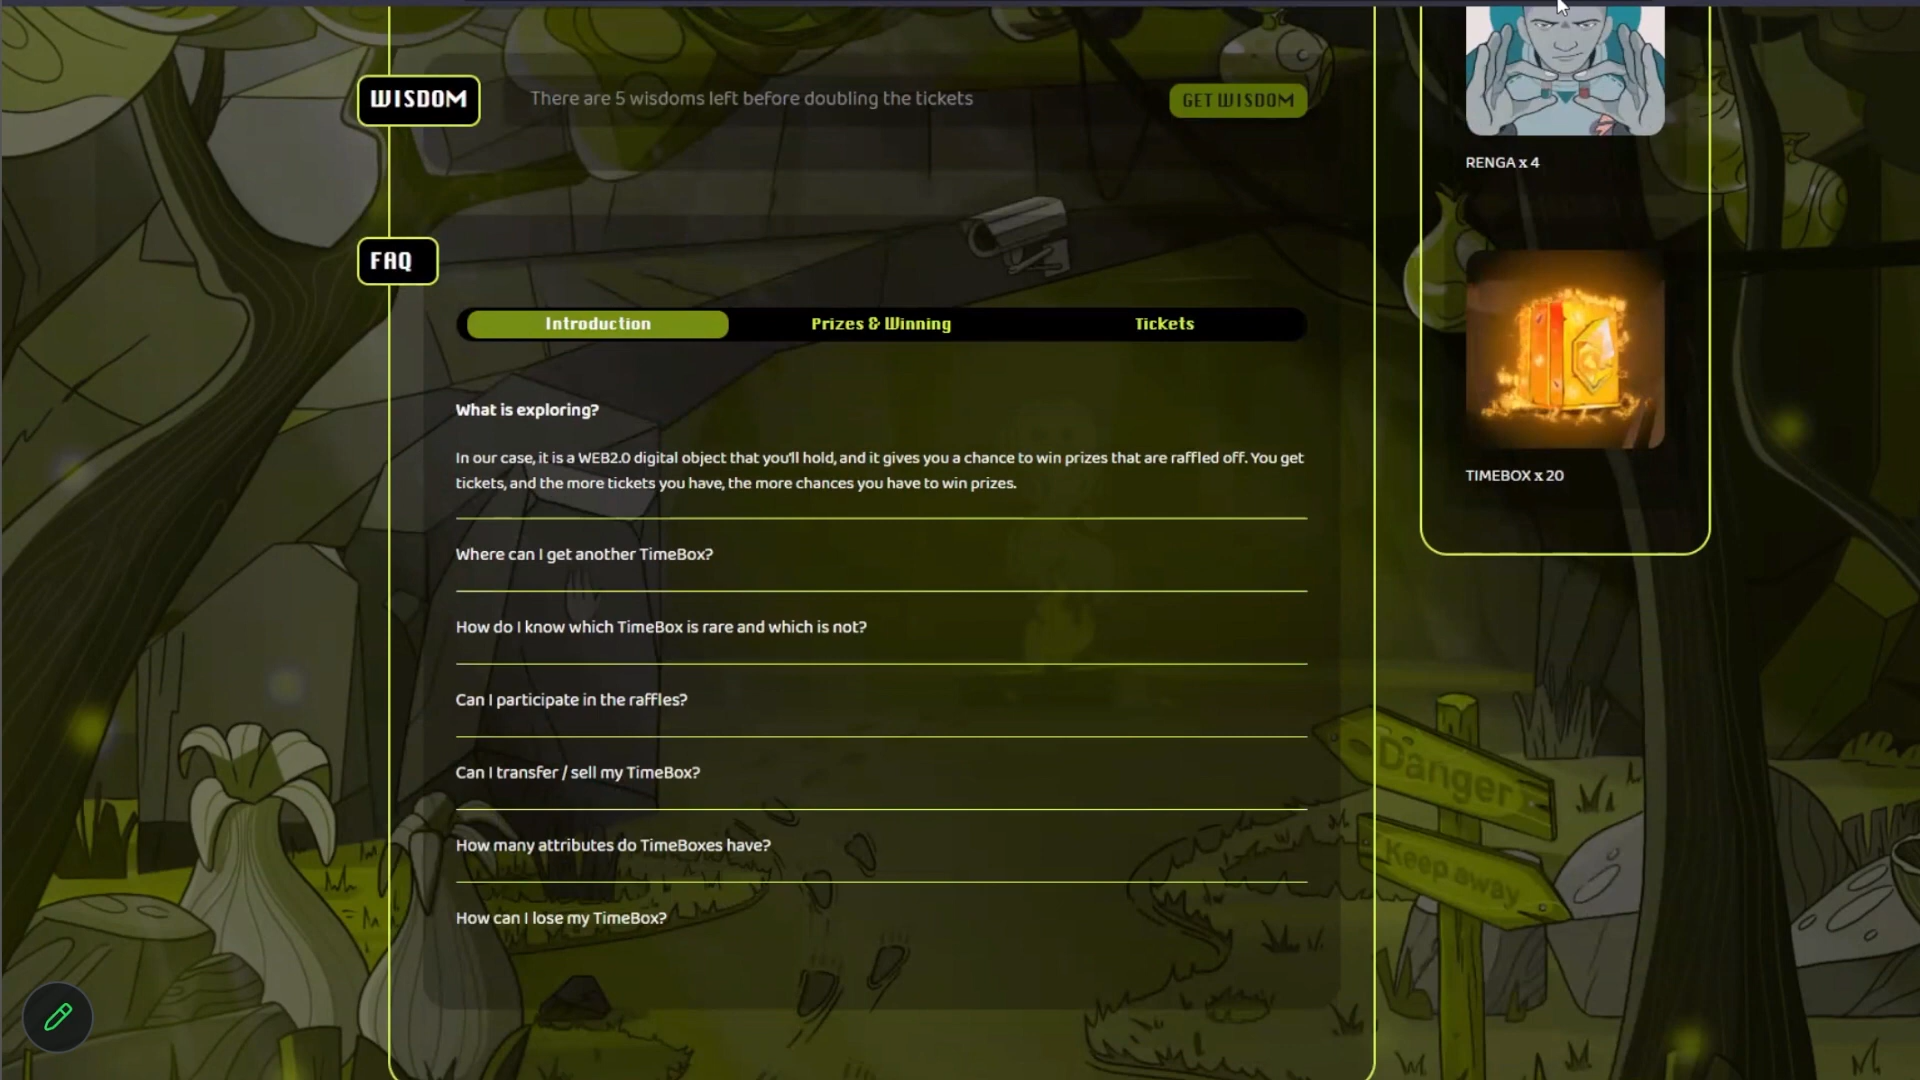 WISDOM
There are 5 wisdoms left before doubling the tickets
GET WISDOM
RENGA x 4
FAQ
Introduction
Prizes & Winning
Tickets
What is exploring?
In our case, it is a WEB2.0 digital object that you'll hold, and it gives you a chance to win prizes that are raffled off. You get
tickets, and the more tickets you have, the more chances you have to win prizes.
TIMEBOX x 20
Where can I get another TimeBox?
How do I know which TimeBox is rare and which is not?
Can I participate in the raffles?
Can I transfer / sell my TimeBox?
How many attributes do TimeBoxes have?
How can I lose my TimeBox?
Danger
Keep away